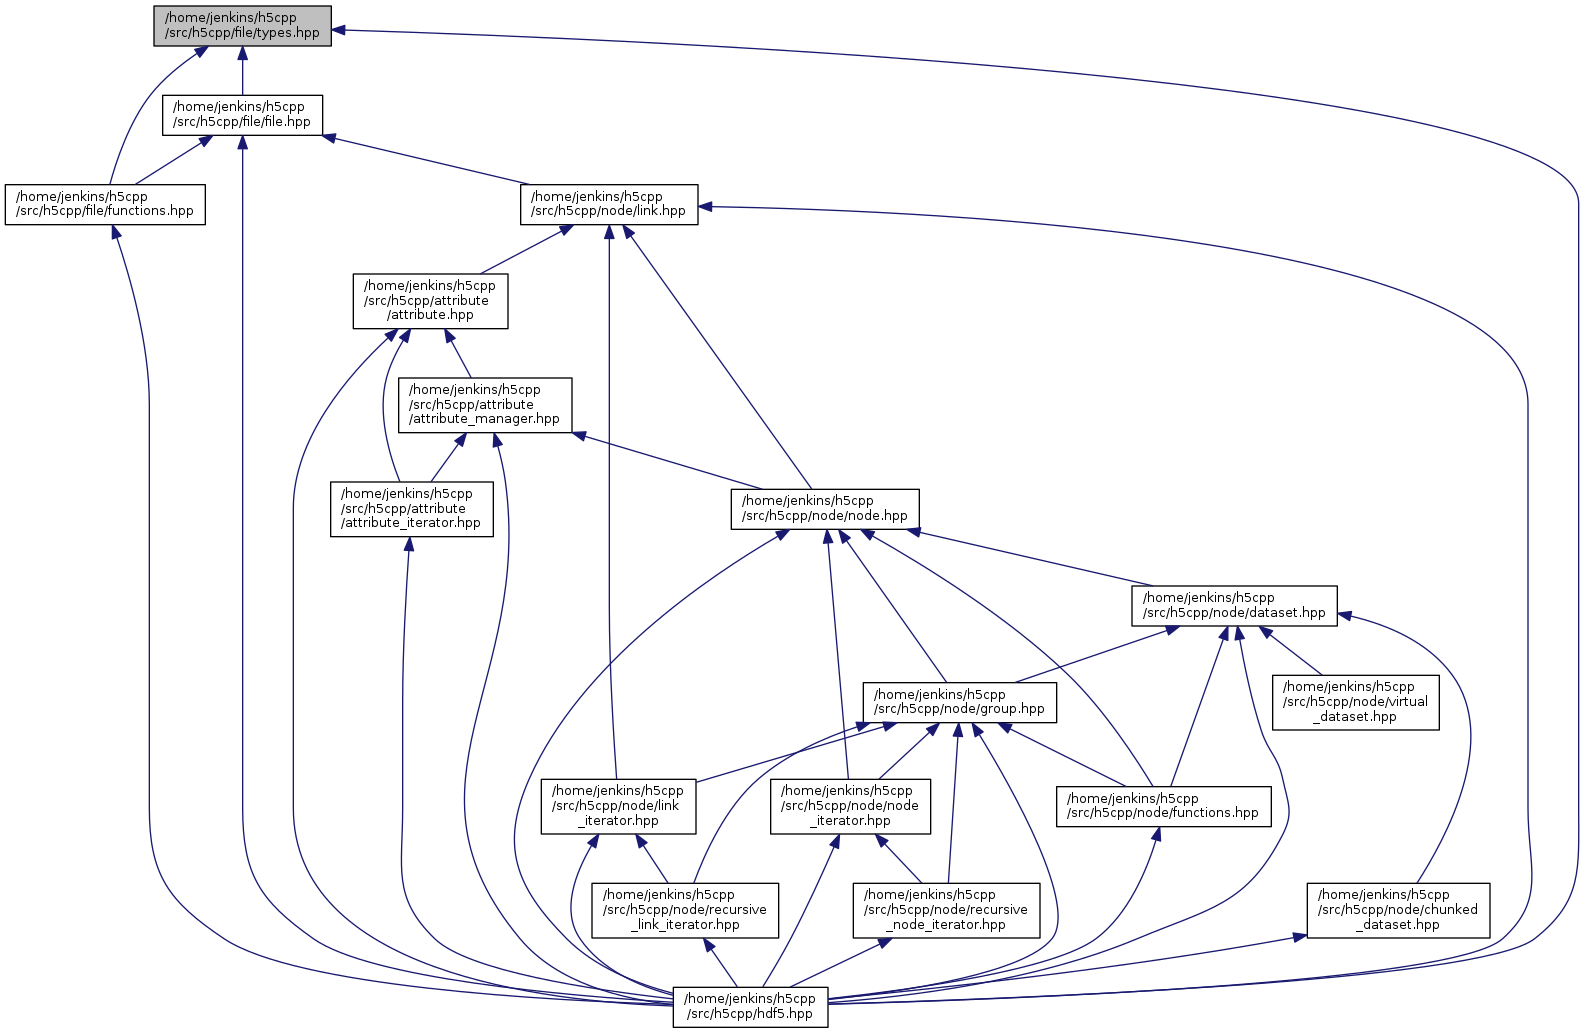 /home/jenkins/h5cpp
/src/h5cpp/file/types.hpp
/home/jenkins/h5cpp
/src/h5cpp/file/file.hpp
/home/jenkins/h5cpp
/src/h5cpp/file/functions.hpp
/home/jenkins/h5cpp
/src/h5cpp/node/link.hpp
/home/jenkins/h5cpp
/src/h5cpp/attribute
/attribute.hpp
/home/jenkins/h5cpp
/src/h5cpp/attribute
/attribute_manager.hpp
/home/jenkins/h5cpp
/src/h5cpp/attribute
/attribute_iterator.hpp
/home/jenkins/h5cpp
/src/h5cpp/node/node.hpp
/home/jenkins/h5cpp
/src/h5cpp/node/dataset.hpp
/home/jenkins/h5cpp
/src/h5cpp/node/group.hpp
/home/jenkins/h5cpp
/src/h5cpp/node/virtual
_dataset.hpp
/home/jenkins/h5cpp
/src/h5cpp/node/link
_iterator.hpp
/home/jenkins/h5cpp
/src/h5cpp/node/node
_iterator.hpp
/home/jenkins/h5cpp
/src/h5cpp/node/functions.hpp
/home/jenkins/h5cpp
/src/h5cpp/node/recursive
_link_iterator.hpp
/home/jenkins/h5cpp
/src/h5cpp/node/recursive
_node_iterator.hpp
/home/jenkins/h5cpp
/src/h5cpp/node/chunked
_dataset.hpp
/home/jenkins/h5cpp
/src/h5cpp/hdf5.hpp